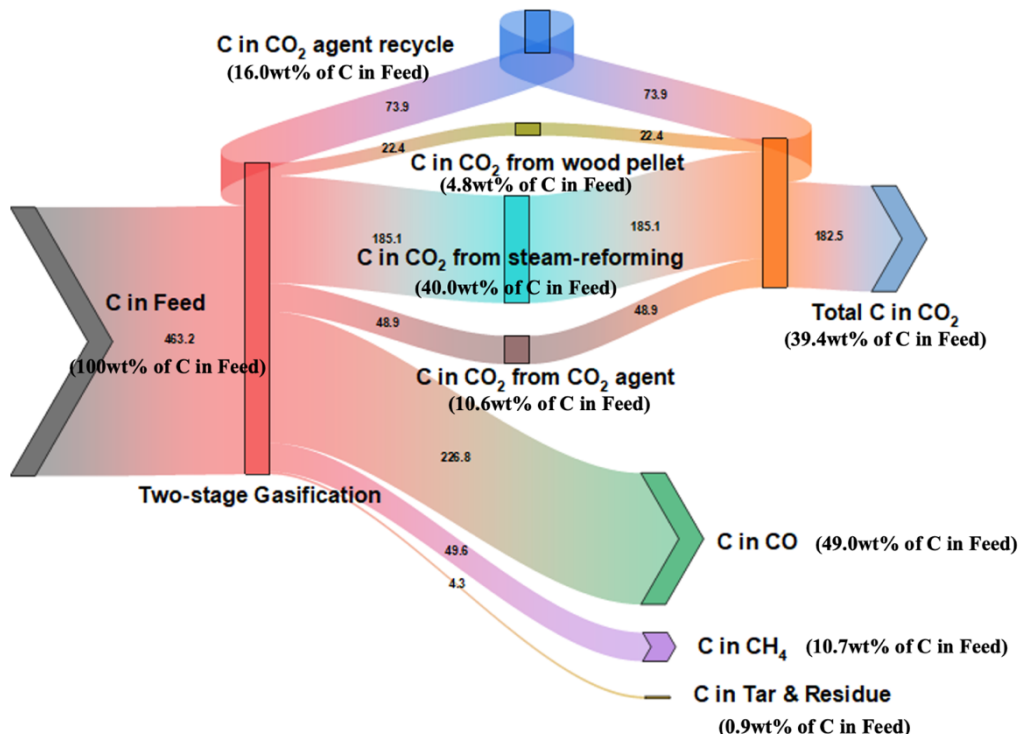 C in CO₂ agent recycle
(16.0wt% of C in Feed)
73.9
73.9
22.4
22.4
C in CO₂ from wood pellet
(4.8wt% of C in Feed)
185.1
185.1
182.5
C in CO₂ from steam-reforming
(40.0wt% of C in Feed)
C in Feed
463.2
(100wt% of C in Feed)
Total C in CO₂
(39.4wt% of C in Feed)
48.9
48.9
C in CO₂ from CO₂ agent
(10.6wt% of C in Feed)
226.8
Two-stage Gasification
C in CO (49.0wt% of C in Feed)
49.6
4.3
C in CH₄ (10.7wt% of C in Feed)
C in Tar & Residue
(0.9wt% of C in Feed)